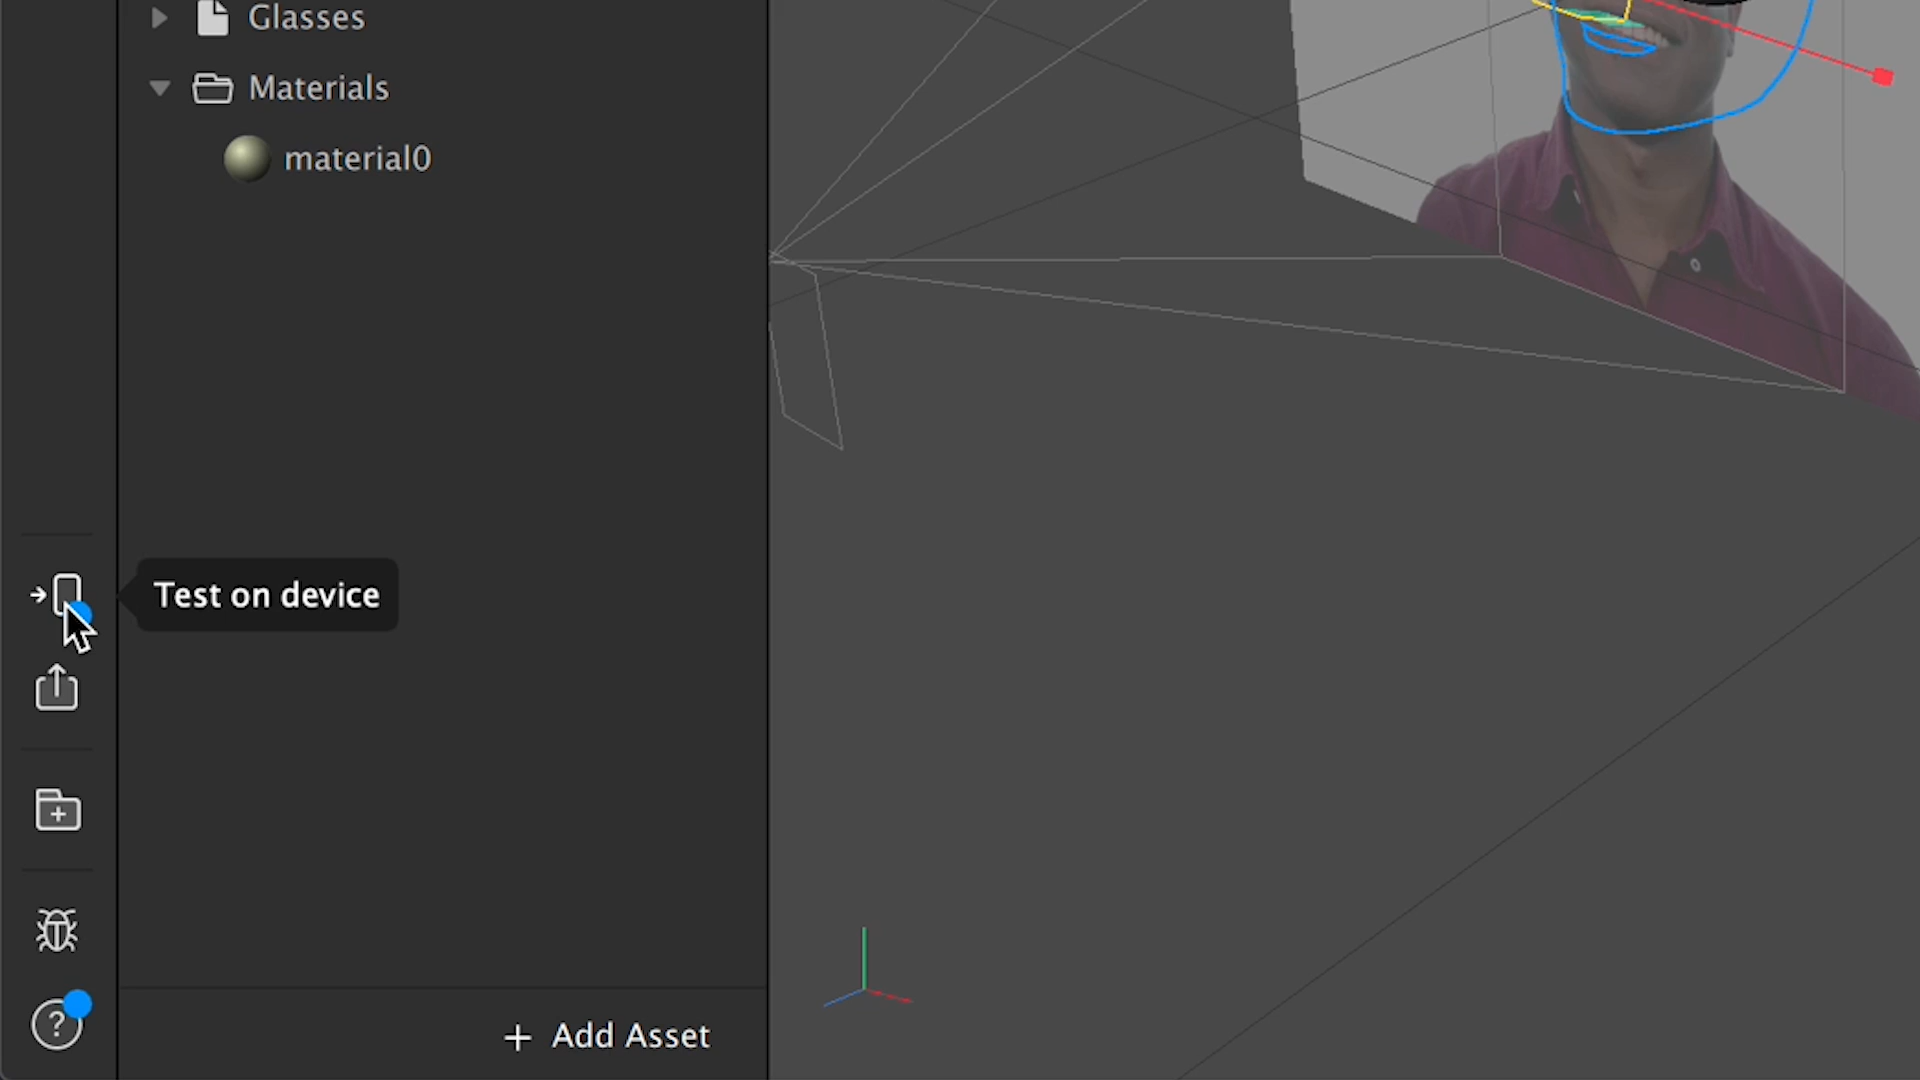 Glasses
Materials
material0
Test on device
?
+ Add Asset